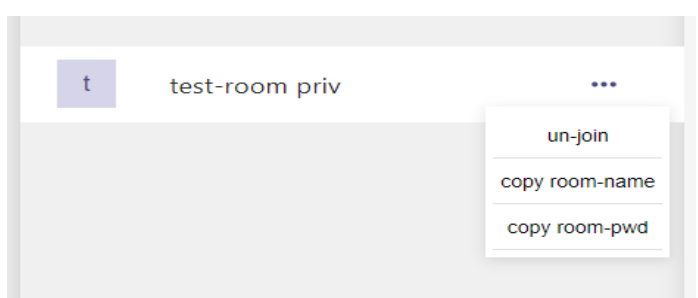 t test-room priv •••
un-join
copy room-name
copy room-pwd